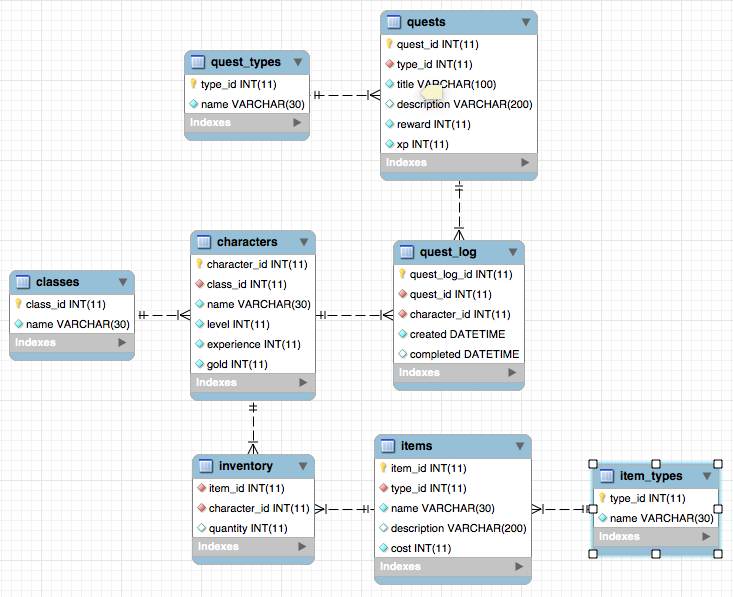 quests
quest_id INT(11)
type_id INT(11)
title VARCHAR(100)
description VARCHAR(200)
reward INT(11)
xp INT(11)
Indexes
quest_types
type_id INT(11)
name VARCHAR(30)
Indexes
characters
character_id INT(11)
class_id INT(11)
name VARCHAR(30)
level INT(11)
experience INT(11)
gold INT(11)
Indexes
quest_log
quest_log_id INT(11)
quest_id INT(11)
character_id INT(11)
created DATETIME
completed DATETIME
Indexes
classes
class_id INT(11)
name VARCHAR(30)
Indexes
inventory
item_id INT(11)
character_id INT(11)
quantity INT(11)
Indexes
items
item_id INT(11)
type_id INT(11)
name VARCHAR(30)
description VARCHAR(200)
cost INT(11)
Indexes
item_types
type_id INT(11)
name VARCHAR(30)
Indexes